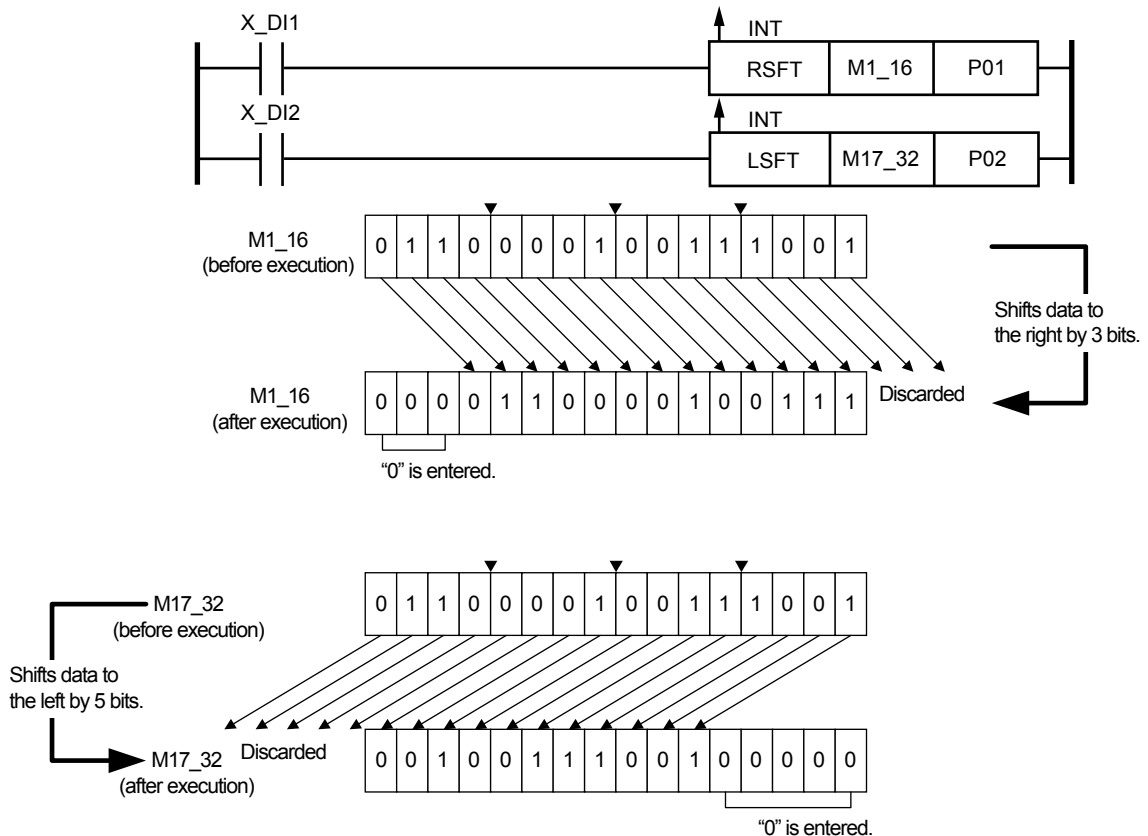 X_DI1
INT
RSFT M1_16 P01
X_DI2
INT
LSFT M17_32 P02
M1_16
(before execution)
0 1 1 0 0 0 0 1 0 0 1 1 1 0 0 1
Shifts data to
the right by 3 bits.
M1_16
(after execution)
0 0 0 0 1 1 0 0 0 0 1 0 0 1 1 1
Discarded
“0” is entered.
M17_32
(before execution)
0 1 1 0 0 0 0 1 0 0 1 1 1 0 0 1
Shifts data to
the left by 5 bits.
M17_32
(after execution)
Discarded
0 0 1 0 0 1 1 1 0 0 1 0 0 0 0 0
“0” is entered.